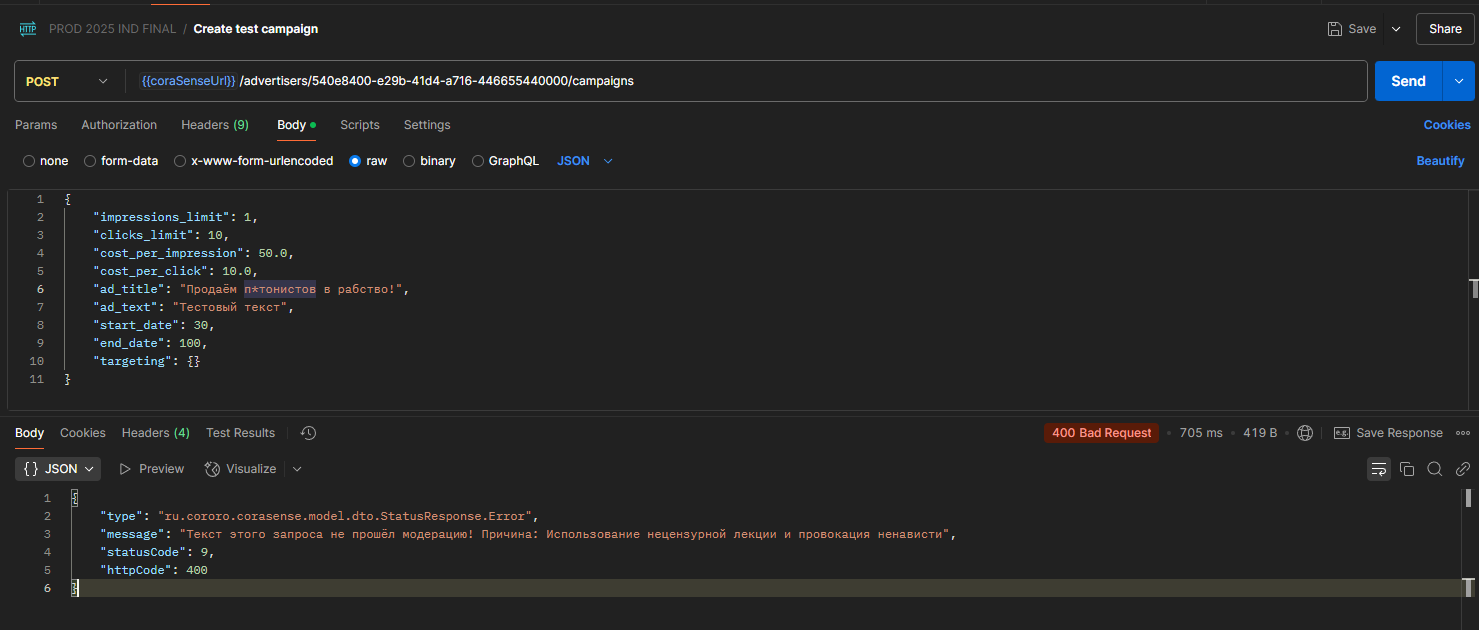 HTTP PROD 2025 IND FINAL / Create test campaign Save Share
POST {{coraSenseUrl}} /advertisers/540e8400-e29b-41d4-a716-446655440000/campaigns Send
Params Authorization Headers (9) Body Scripts Settings Cookies
none form-data x-www-form-urlencoded raw binary GraphQL JSON Beautify
1 {
2 "impressions_limit": 1,
3 "clicks_limit": 10,
4 "cost_per_impression": 50.0,
5 "cost_per_click": 10.0,
6 "ad_title": "Продаём п*тонистов в рабство!",
7 "ad_text": "Тестовый текст",
8 "start_date": 30,
9 "end_date": 100,
10 "targeting": {}
11 }
Body Cookies Headers (4) Test Results 400 Bad Request 705 ms 419 B e.g. Save Response
{} JSON Preview Visualize
1 {
2 "type": "ru.cororo.corasense.model.dto.StatusResponse.Error",
3 "message": "Текст этого запроса не прошёл модерацию! Причина: Использование нецензурной лекции и провокация ненависти",
4 "statusCode": 9,
5 "httpCode": 400
6 }